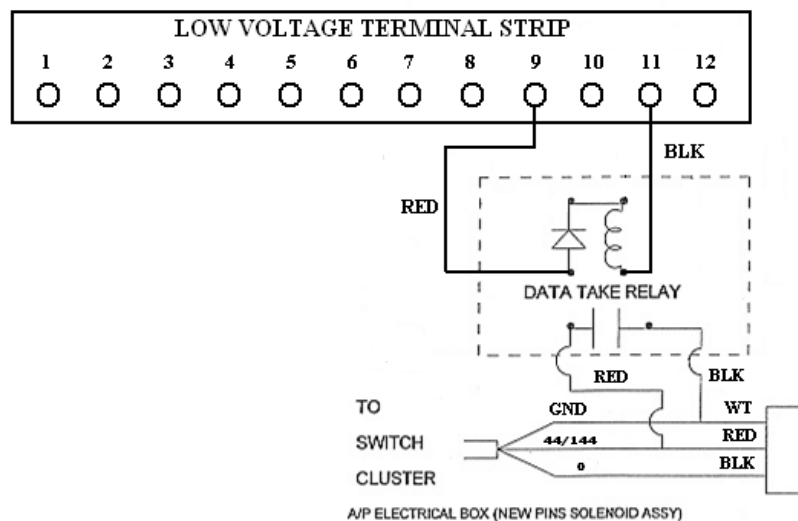 LOW VOLTAGE TERMINAL STRIP
1 2 3 4 5 6 7 8 9 10 11 12
BLK
RED
DATA TAKE RELAY
RED
BLK
TO
GND
WT
SWITCH
44/144
RED
CLUSTER
0
BLK
A/P ELECTRICAL BOX (NEW PINS SOLENOID ASSY)